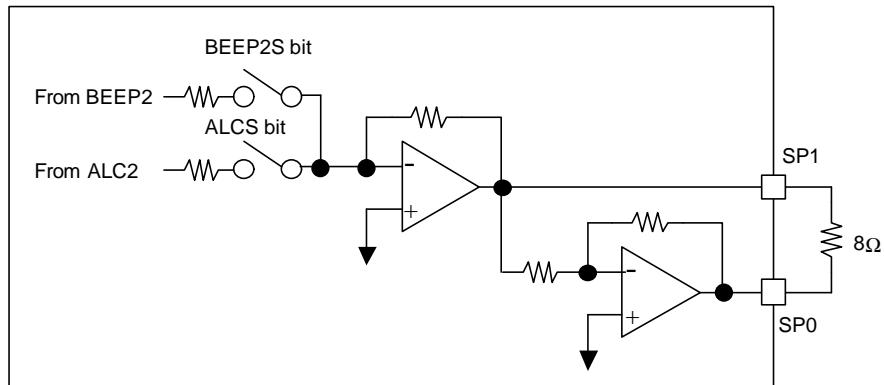 BEEP2S bit
From BEEP2
ALCS bit
From ALC2
-
+
SP1
8Ω
-
+
SP0